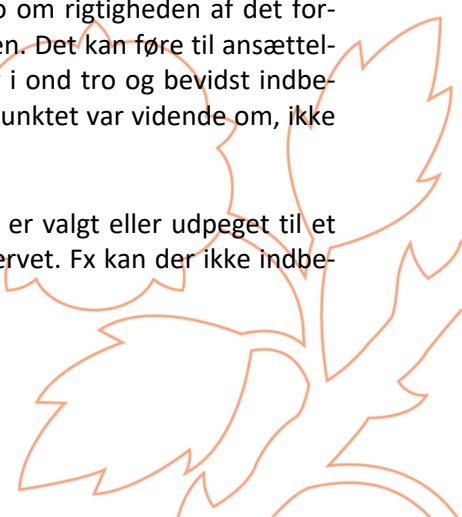 om rigtigheden af det for-
en. Det kan føre til ansættel-
i ond tro og bevidst indbe-
unktet var vidende om, ikke
er valgt eller udpeget til et
ervet. Fx kan der ikke indbe-